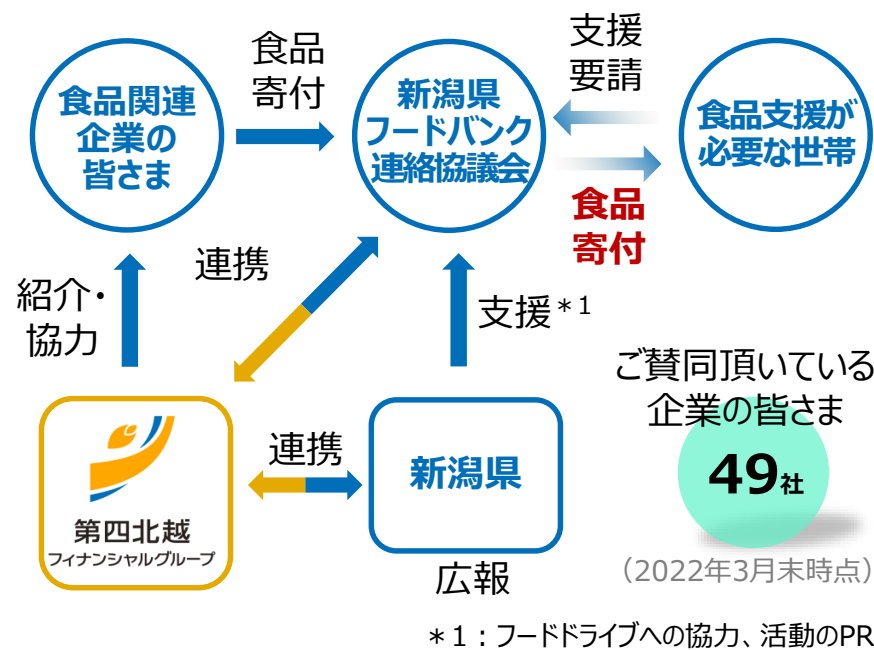 食品関連
企業の
皆さま
食品
寄付
新潟県
フードバンク
連絡協議会
支援
要請
食品
寄付
食品支援が
必要な世帯
紹介・
協力
連携
支援*1
第四北越
フィナンシャルグループ
連携
新潟県
広報
ご賛同頂いている
企業の皆さま
49社
(2022年3月末時点)
*1:フードドライブへの協力、活動のPR